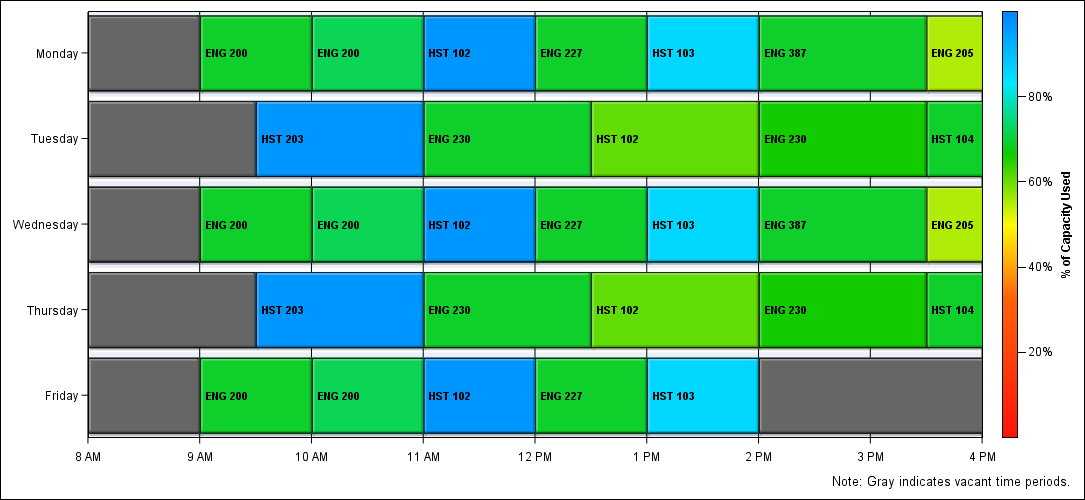 Monday ENG 200 ENG 200 HST 102 ENG 227 HST 103 ENG 387 ENG 205
80%
Tuesday HST 203 ENG 230 HST 102 ENG 230 HST 104
60%
Wednesday ENG 200 ENG 200 HST 102 ENG 227 HST 103 ENG 387 ENG 205
% of Capacity Used
40%
Thursday HST 203 ENG 230 HST 102 ENG 230 HST 104
20%
Friday ENG 200 ENG 200 HST 102 ENG 227 HST 103
8 AM 9 AM 10 AM 11 AM 12 PM 1 PM 2 PM 3 PM 4 PM
Note: Gray indicates vacant time periods.